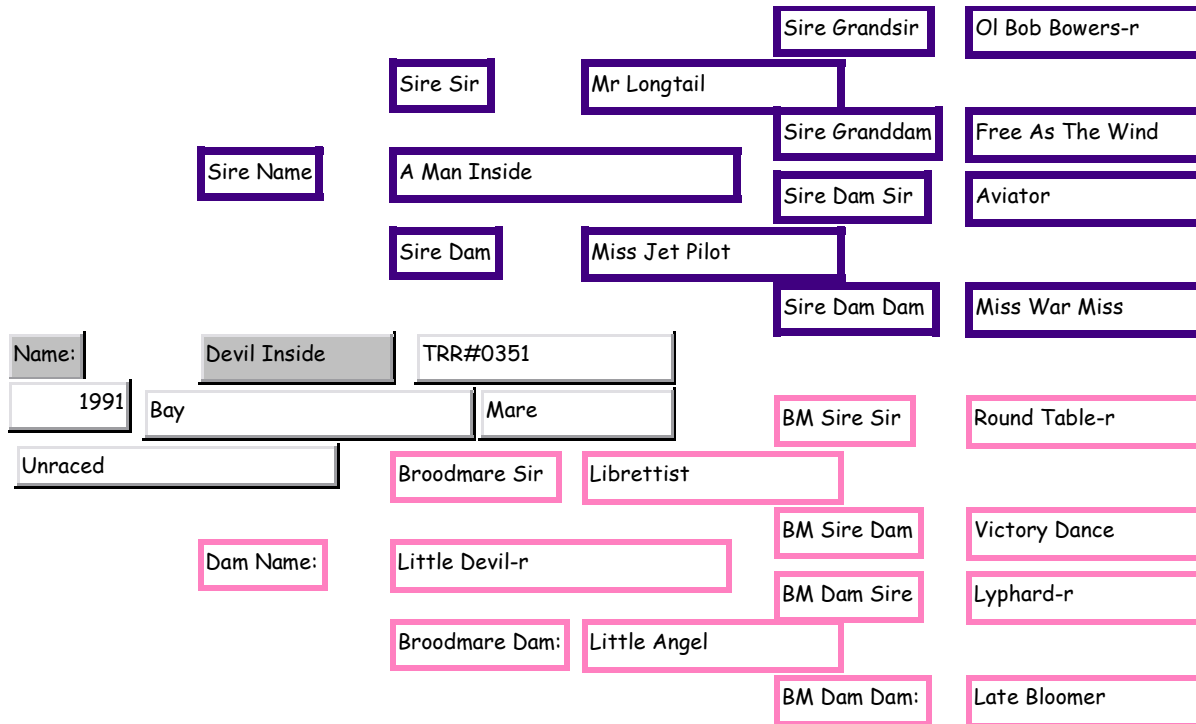 Sire Grandsir Ol Bob Bowers-r
Sire Sir Mr Longtail
Sire Granddam Free As The Wind
Sire Name A Man Inside
Sire Dam Sir Aviator
Sire Dam Miss Jet Pilot
Sire Dam Dam Miss War Miss
Name: Devil Inside TRR#0351
1991 Bay Mare
BM Sire Sir Round Table-r
Unraced
Broodmare Sir Librettist
BM Sire Dam Victory Dance
Dam Name: Little Devil-r
BM Dam Sire Lyphard-r
Broodmare Dam: Little Angel
BM Dam Dam: Late Bloomer